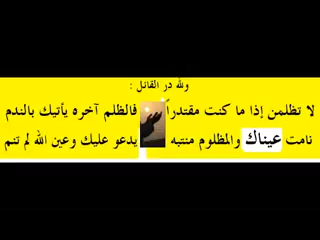 ولله در القائل :
لا تظلمن إذا ما كنت مقتدراً فالظلم آخره يأتيك بالندم
نامت عيناك والمظلوم منتبه يدعو عليك وعين الله لم تنم